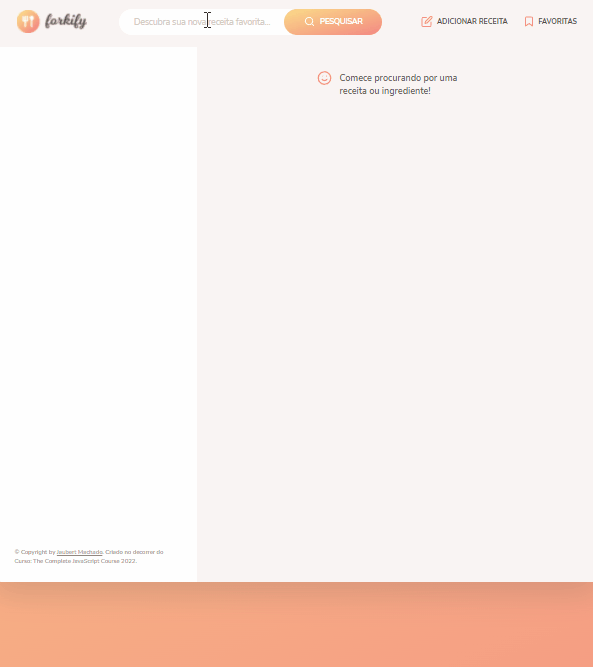 forkify
Descubra sua nova receita favorita...
PESQUISAR
ADICIONAR RECEITA
FAVORITAS
Comece procurando por uma
receita ou ingrediente!
© Copyright by Jaubert Machado. Criado no decorrer do
Curso The Complete JavaScript Course 2022.